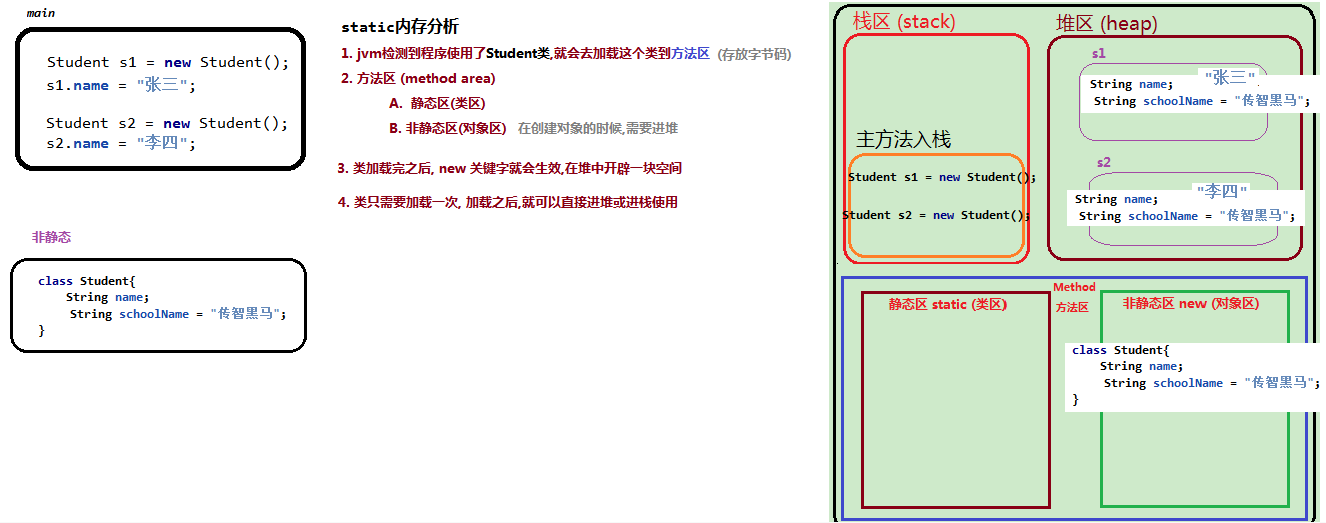 main
Student s1 = new Student();
s1.name = "张三";
Student s2 = new Student();
s2.name = "李四";
非静态
class Student{
String name;
String schoolName = "传智黑马";
}
static内存分析
1. jvm检测到程序使用了Student类,就会去加载这个类到方法区 (存放字节码)
2. 方法区 (method area)
A. 静态区(类区)
B. 非静态区(对象区) 在创建对象的时候,需要进堆
3. 类加载完之后, new 关键字就会生效,在堆中开辟一块空间
4. 类只需要加载一次, 加载之后,就可以直接进堆或进栈使用
栈区 (stack)
主方法入栈
Student s1 = new Student();
Student s2 = new Student();
堆区 (heap)
s1
"张三"
String name;
String schoolName = "传智黑马";
s2
"李四"
String name;
String schoolName = "传智黑马";
Method
方法区
静态区 static (类区)
非静态区 new (对象区)
class Student{
String name;
String schoolName = "传智黑马";
}